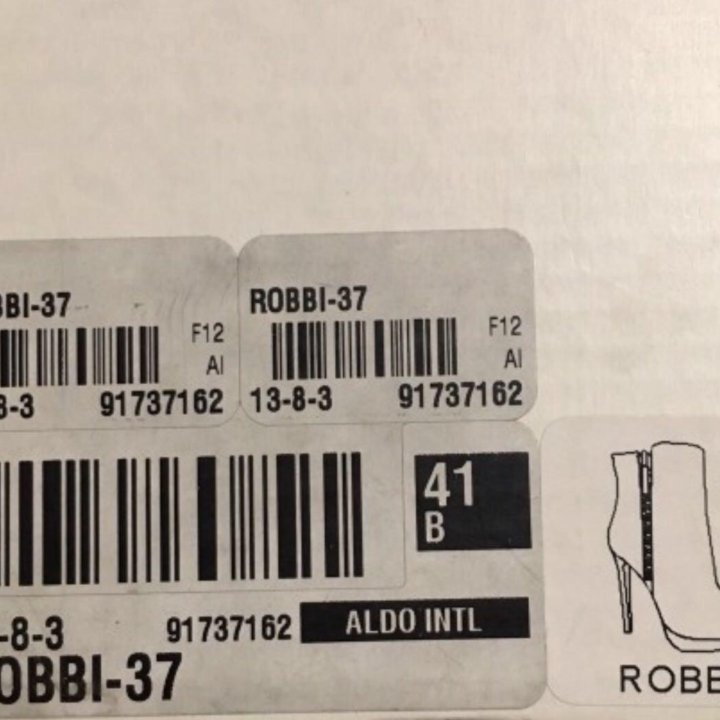 BBI-37
F12
AI
8-3 91737162
ROBBI-37
F12
AI
13-8-3 91737162
41
B
-8-3 91737162 ALDO INTL
OBBI-37
ROBB